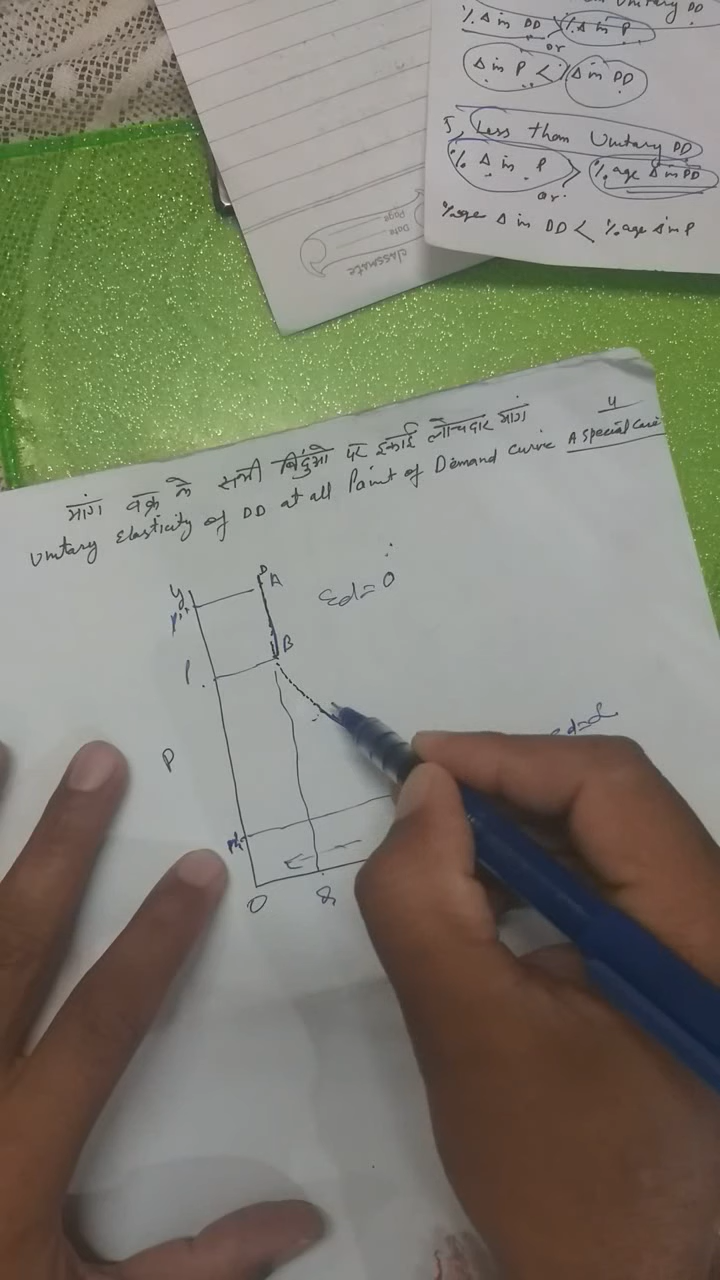 % Δ in DD % Δ in P
or
Δ in P < Δ in DD
5, Less than Unitary DD
% Δ in P > %age Δ in DD
or
%age Δ in DD < %age Δ in P
classmate
Date
Page
4
मांग वक्र के सभी बिंदुओं पर इकाई लोचदार मांग
Unitary Elasticity of DD at all Point of Demand Curve A Special Case
Y
D
A
Ed = 0
B
P
O